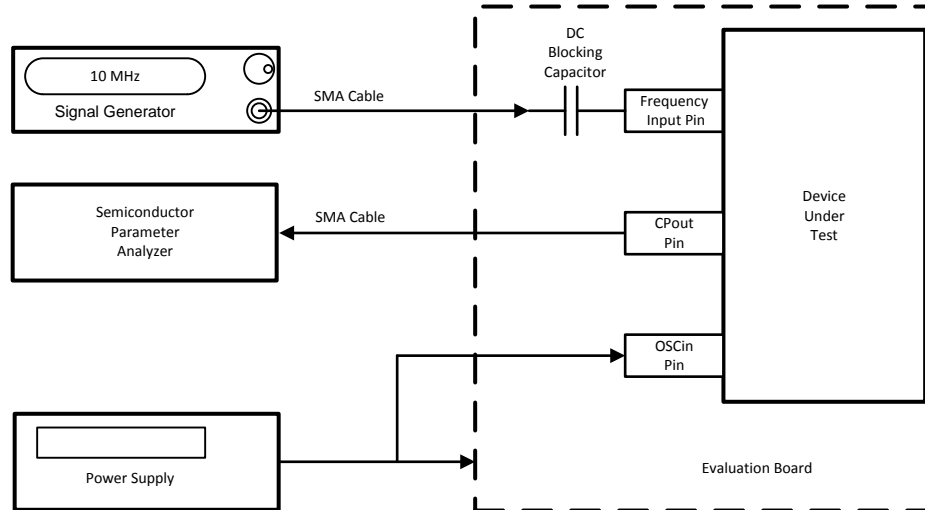 10 MHz
Signal Generator
SMA Cable
DC
Blocking
Capacitor
Frequency
Input Pin
Semiconductor
Parameter
Analyzer
SMA Cable
CPout
Pin
Device
Under
Test
OSCin
Pin
Power Supply
Evaluation Board